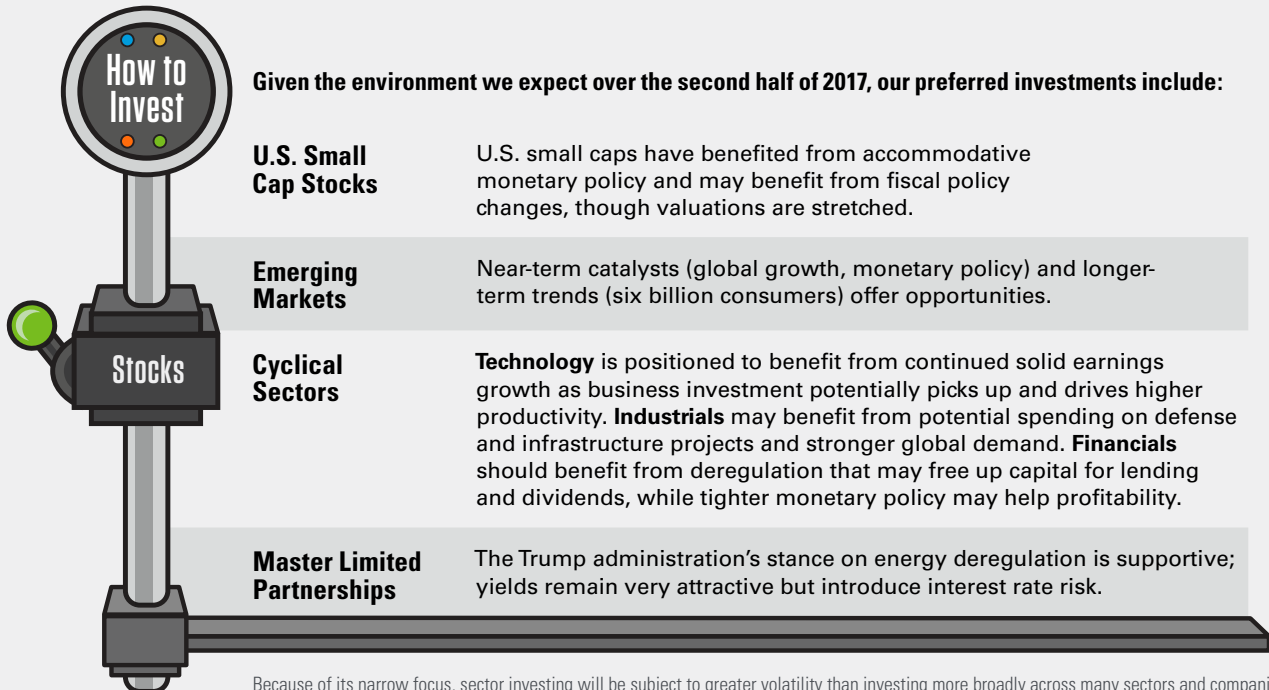 How to
Invest
Given the environment we expect over the second half of 2017, our preferred investments include:
U.S. Small
Cap Stocks
U.S. small caps have benefited from accommodative
monetary policy and may benefit from fiscal policy
changes, though valuations are stretched.
Emerging
Markets
Near-term catalysts (global growth, monetary policy) and longer-
term trends (six billion consumers) offer opportunities.
Stocks
Cyclical
Sectors
Technology is positioned to benefit from continued solid earnings
growth as business investment potentially picks up and drives higher
productivity. Industrials may benefit from potential spending on defense
and infrastructure projects and stronger global demand. Financials
should benefit from deregulation that may free up capital for lending
and dividends, while tighter monetary policy may help profitability.
Master Limited
Partnerships
The Trump administration's stance on energy deregulation is supportive;
yields remain very attractive but introduce interest rate risk.
Because of its narrow focus, sector investing will be subject to greater volatility than investing more broadly across many sectors and